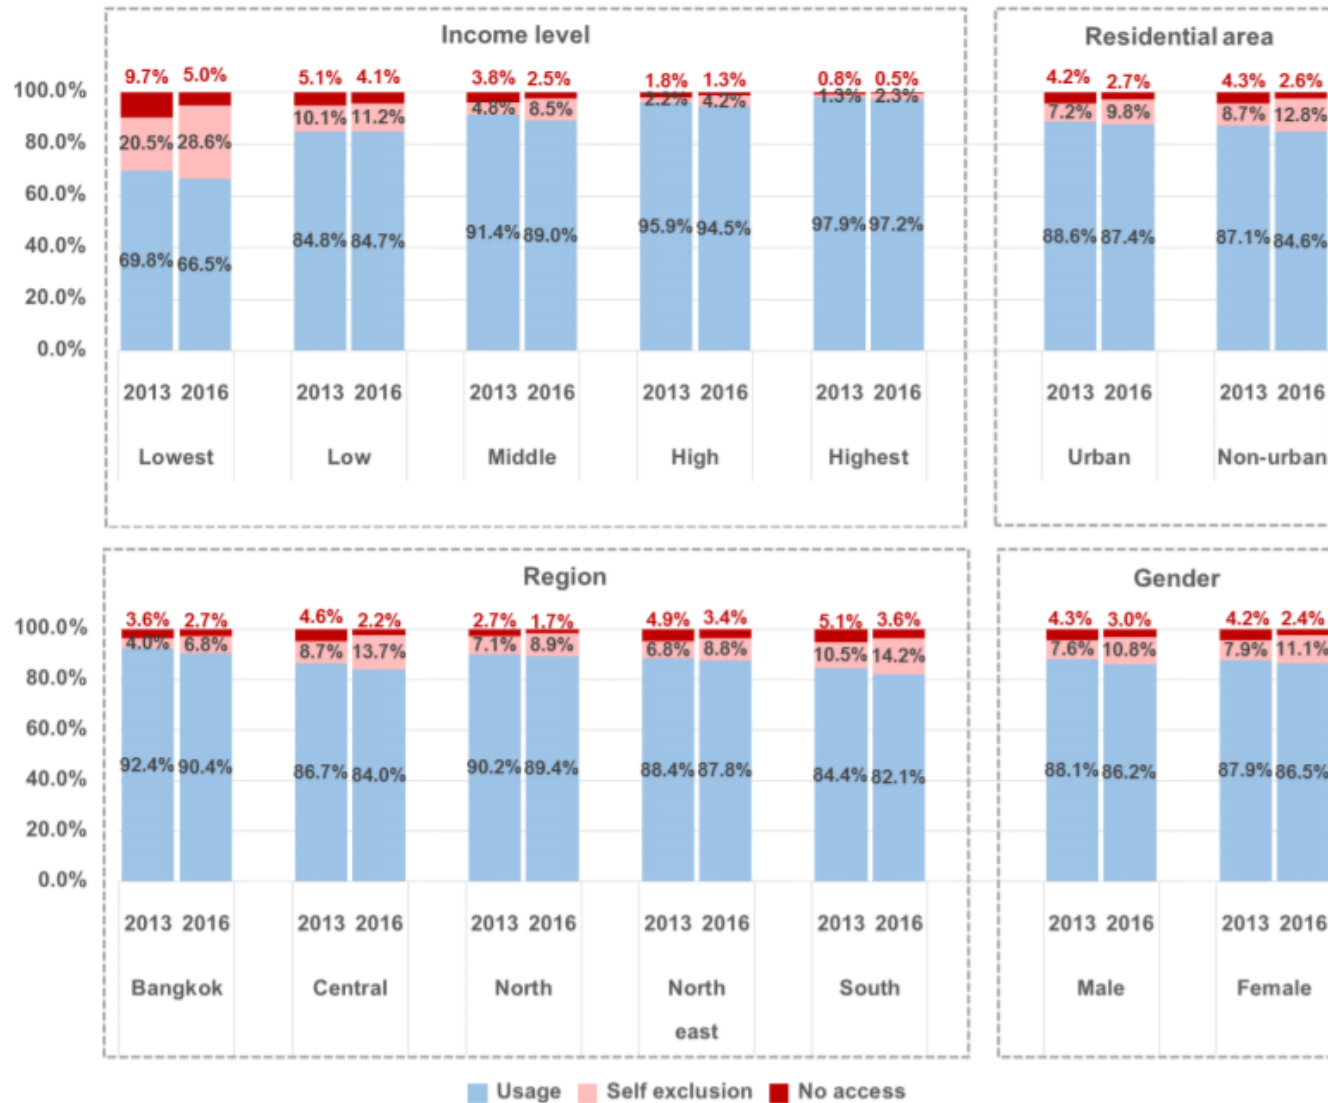 Income level
Residential area
9.7% 5.0% 5.1% 4.1% 3.8% 2.5% 1.8% 1.3% 0.8% 0.5% 4.2% 2.7% 4.3% 2.6%
100.0%
2.2% 4.2% 1.3% 2.3%
4.8% 8.5% 7.2% 9.8% 8.7% 12.8%
10.1% 11.2%
80.0%
20.5% 28.6%
60.0%
91.4% 89.0% 95.9% 94.5% 97.9% 97.2%
84.8% 84.7% 88.6% 87.4% 87.1% 84.6%
40.0%
69.8% 66.5%
20.0%
0.0%
2013 2016 2013 2016 2013 2016 2013 2016 2013 2016 2013 2016 2013 2016
Lowest Low Middle High Highest Urban Non-urban
Region
Gender
3.6% 2.7% 4.6% 2.2% 2.7% 1.7% 4.9% 3.4% 5.1% 3.6% 4.3% 3.0% 4.2% 2.4%
100.0%
4.0% 6.8% 8.7% 13.7% 7.1% 8.9% 6.8% 8.8% 10.5% 14.2% 7.6% 10.8% 7.9% 11.1%
80.0%
60.0%
92.4% 90.4% 86.7% 84.0% 90.2% 89.4% 88.4% 87.8% 84.4% 82.1% 88.1% 86.2% 87.9% 86.5%
40.0%
20.0%
0.0%
2013 2016 2013 2016 2013 2016 2013 2016 2013 2016 2013 2016 2013 2016
Bangkok Central North North South Male Female
east
Usage Self exclusion No access